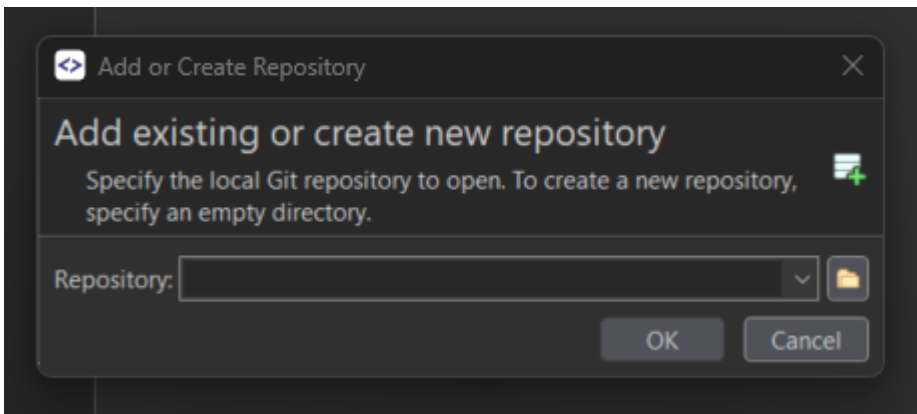 Add or Create Repository
Add existing or create new repository
Specify the local Git repository to open. To create a new repository,
specify an empty directory.
Repository:
OK
Cancel